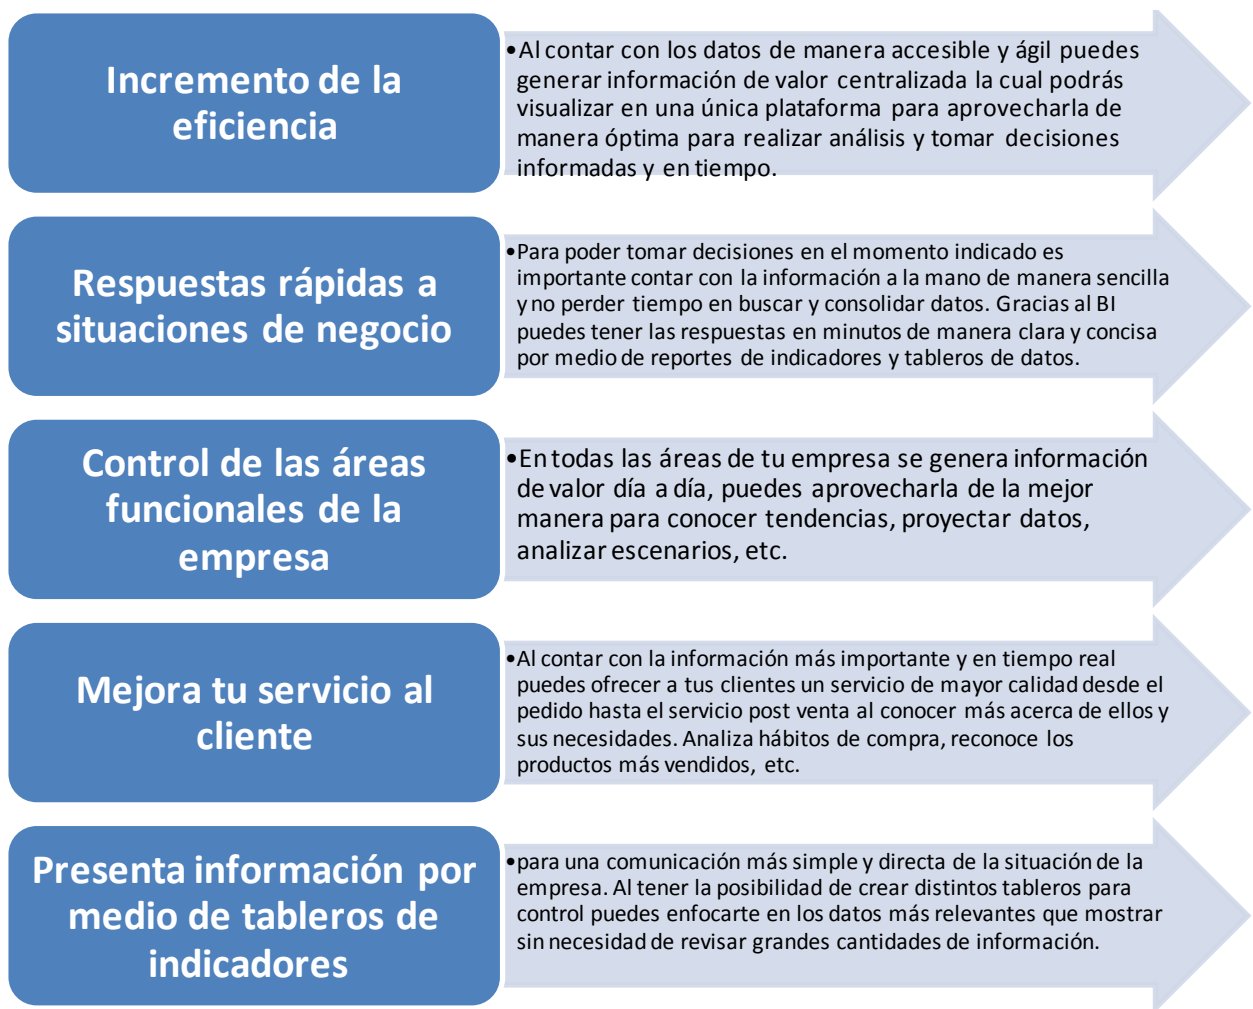 Incremento de la
eficiencia
•Al contar con los datos de manera accesible y ágil puedes
generar información de valor centralizada la cual podrás
visualizar en una única plataforma para aprovecharla de
manera óptima para realizar análisis y tomar decisiones
informadas y en tiempo.
Respuestas rápidas a
situaciones de negocio
•Para poder tomar decisiones en el momento indicado es
importante contar con la información a la mano de manera sencilla
y no perder tiempo en buscar y consolidar datos. Gracias al BI
puedes tener las respuestas en minutos de manera clara y concisa
por medio de reportes de indicadores y tableros de datos.
Control de las áreas
funcionales de la
empresa
•En todas las áreas de tu empresa se genera información
de valor día a día, puedes aprovecharla de la mejor
manera para conocer tendencias, proyectar datos,
analizar escenarios, etc.
Mejora tu servicio al
cliente
•Al contar con la información más importante y en tiempo real
puedes ofrecer a tus clientes un servicio de mayor calidad desde el
pedido hasta el servicio post venta al conocer más acerca de ellos y
sus necesidades. Analiza hábitos de compra, reconoce los
productos más vendidos, etc.
Presenta información por
medio de tableros de
indicadores
•para una comunicación más simple y directa de la situación de la
empresa. Al tener la posibilidad de crear distintos tableros para
control puedes enfocarte en los datos más relevantes que mostrar
sin necesidad de revisar grandes cantidades de información.